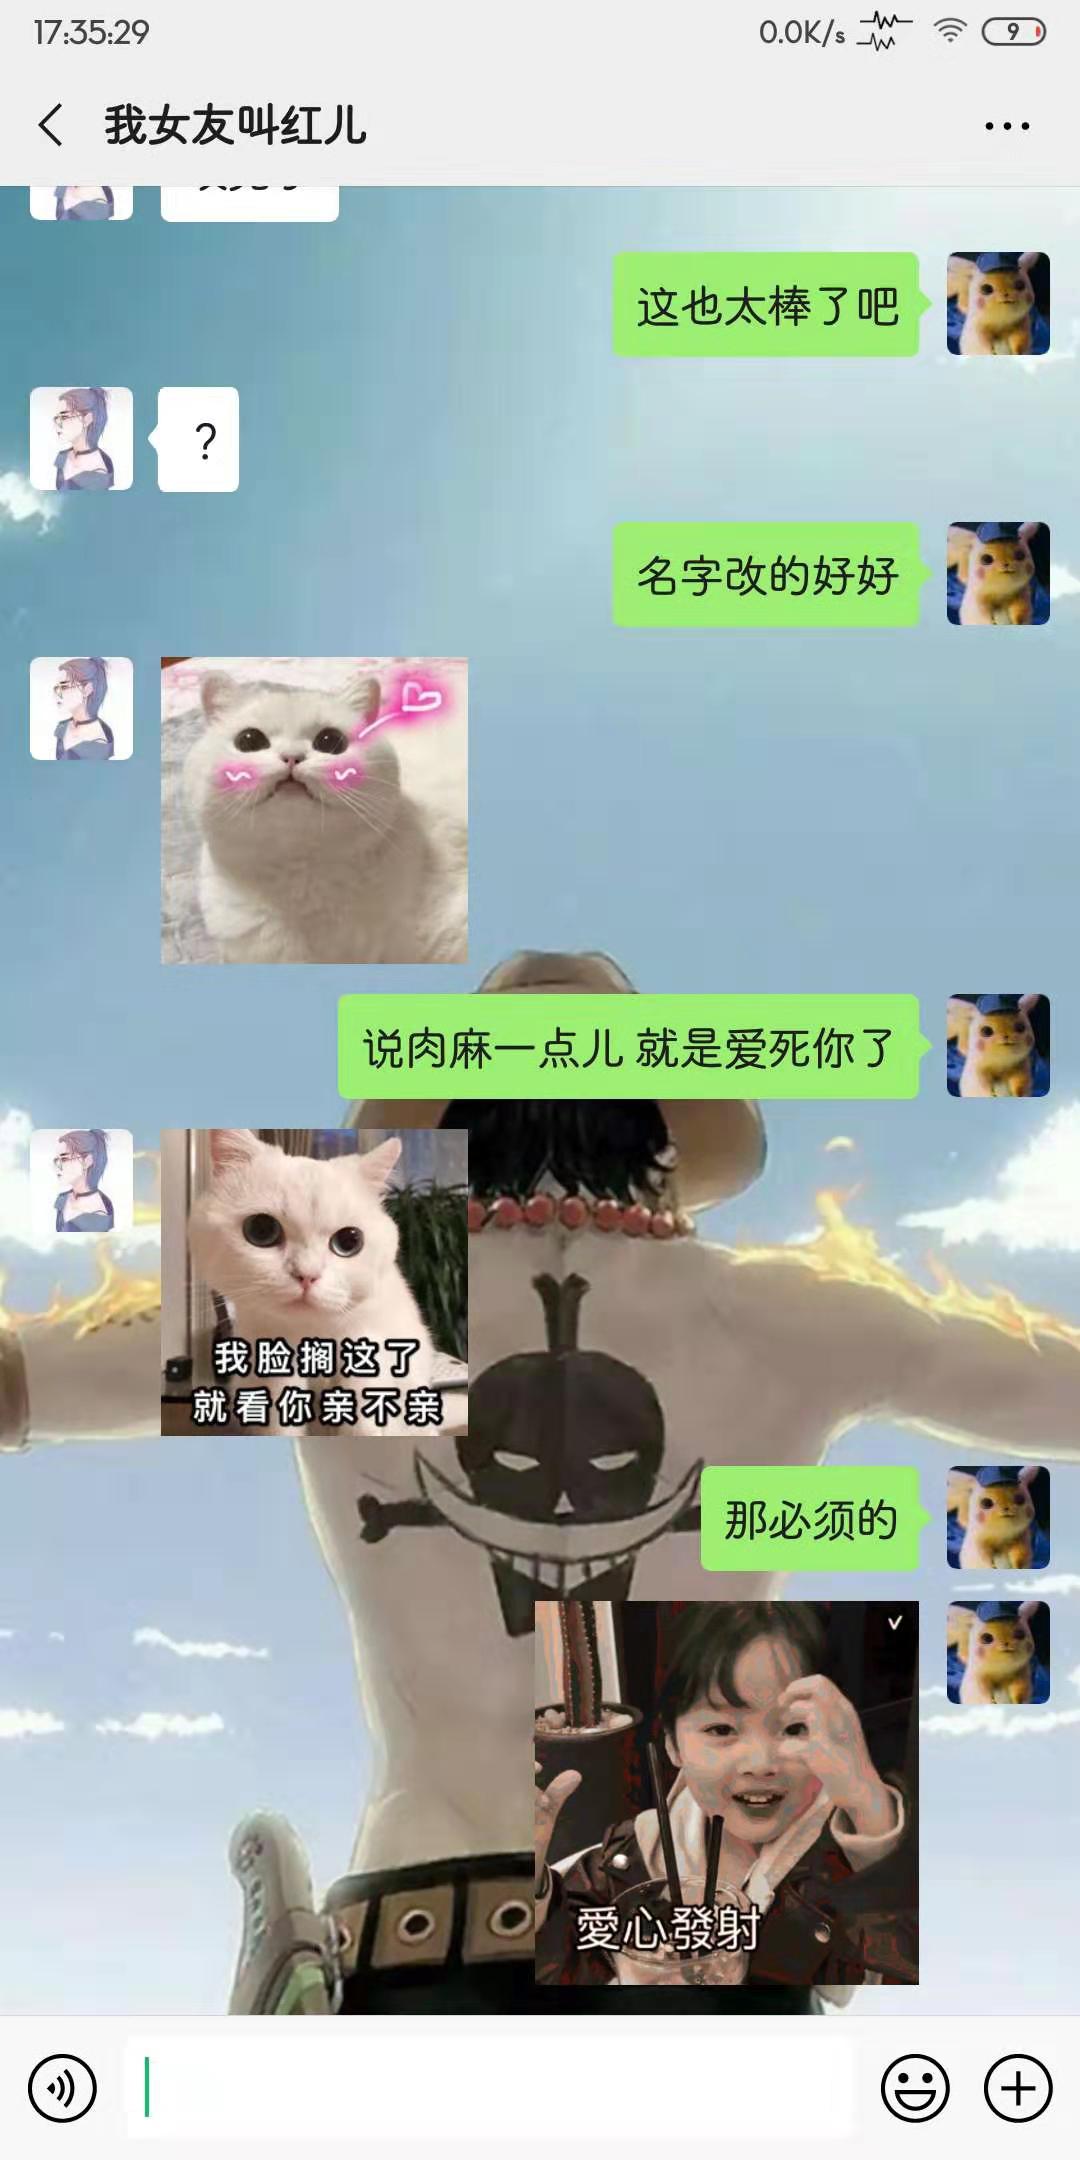 17:35:29
0.0K/s
9
我女友叫红儿
这也太棒了吧
?
名字改的好好
说肉麻一点儿 就是爱死你了
我脸搁这了
就看你亲不亲
那必须的
愛心發射